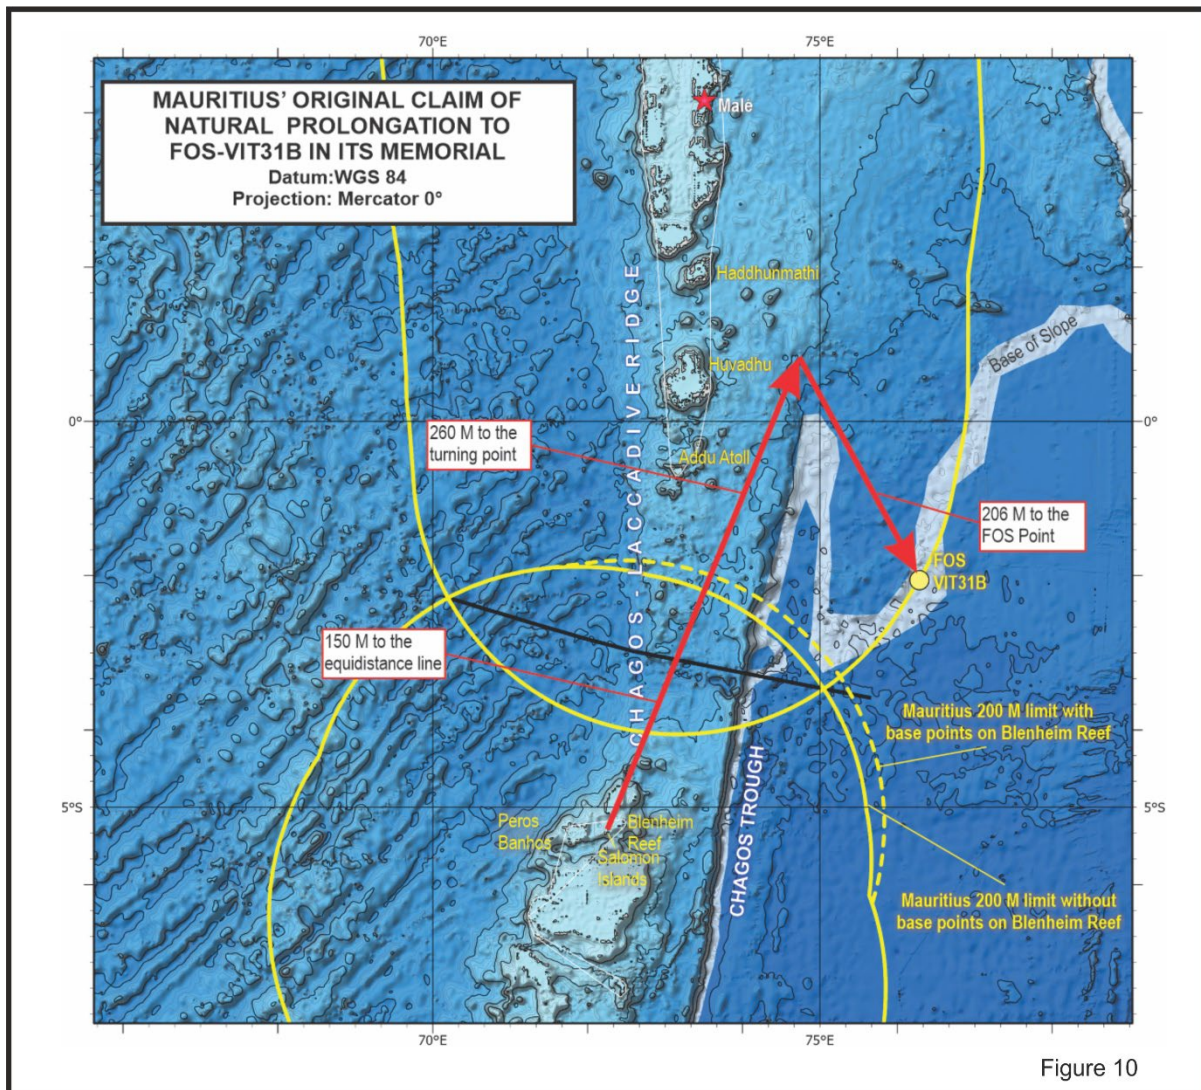 70°E
75°E
MAURITIUS' ORIGINAL CLAIM OF
NATURAL PROLONGATION TO
FOS-VIT31B IN ITS MEMORIAL
Datum:WGS 84
Projection: Mercator 0°
Malé
Haddhunmathi
CHAGOS - LACCADIVE RIDGE
Base of Slope
Huvadhu
0°
0°
260 M to the
turning point
Addu Atoll
206 M to the
FOS Point
FOS
VIT31B
150 M to the
equidistance line
Mauritius 200 M limit with
base points on Blenheim Reef
5°S
5°S
Peros
Banhos
Blenheim
Reef
Salomon
Islands
CHAGOS TROUGH
Mauritius 200 M limit without
base points on Blenheim Reef
70°E
75°E
Figure 10